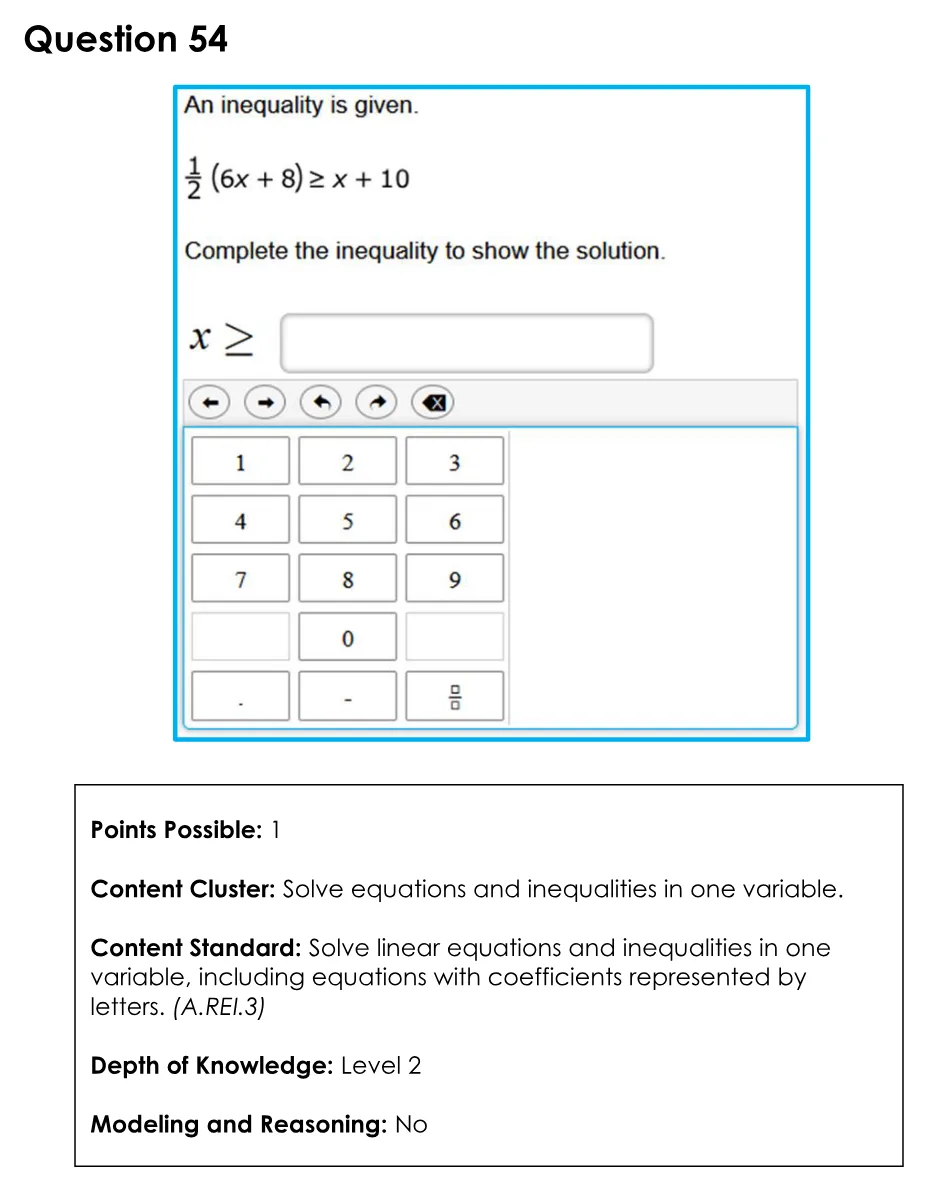 Question 54
An inequality is given.
1/2 (6x + 8) ≥ x + 10
Complete the inequality to show the solution.
x ≥
1 2 3
4 5 6
7 8 9
0
. -
Points Possible: 1
Content Cluster: Solve equations and inequalities in one variable.
Content Standard: Solve linear equations and inequalities in one
variable, including equations with coefficients represented by
letters. (A.REI.3)
Depth of Knowledge: Level 2
Modeling and Reasoning: No